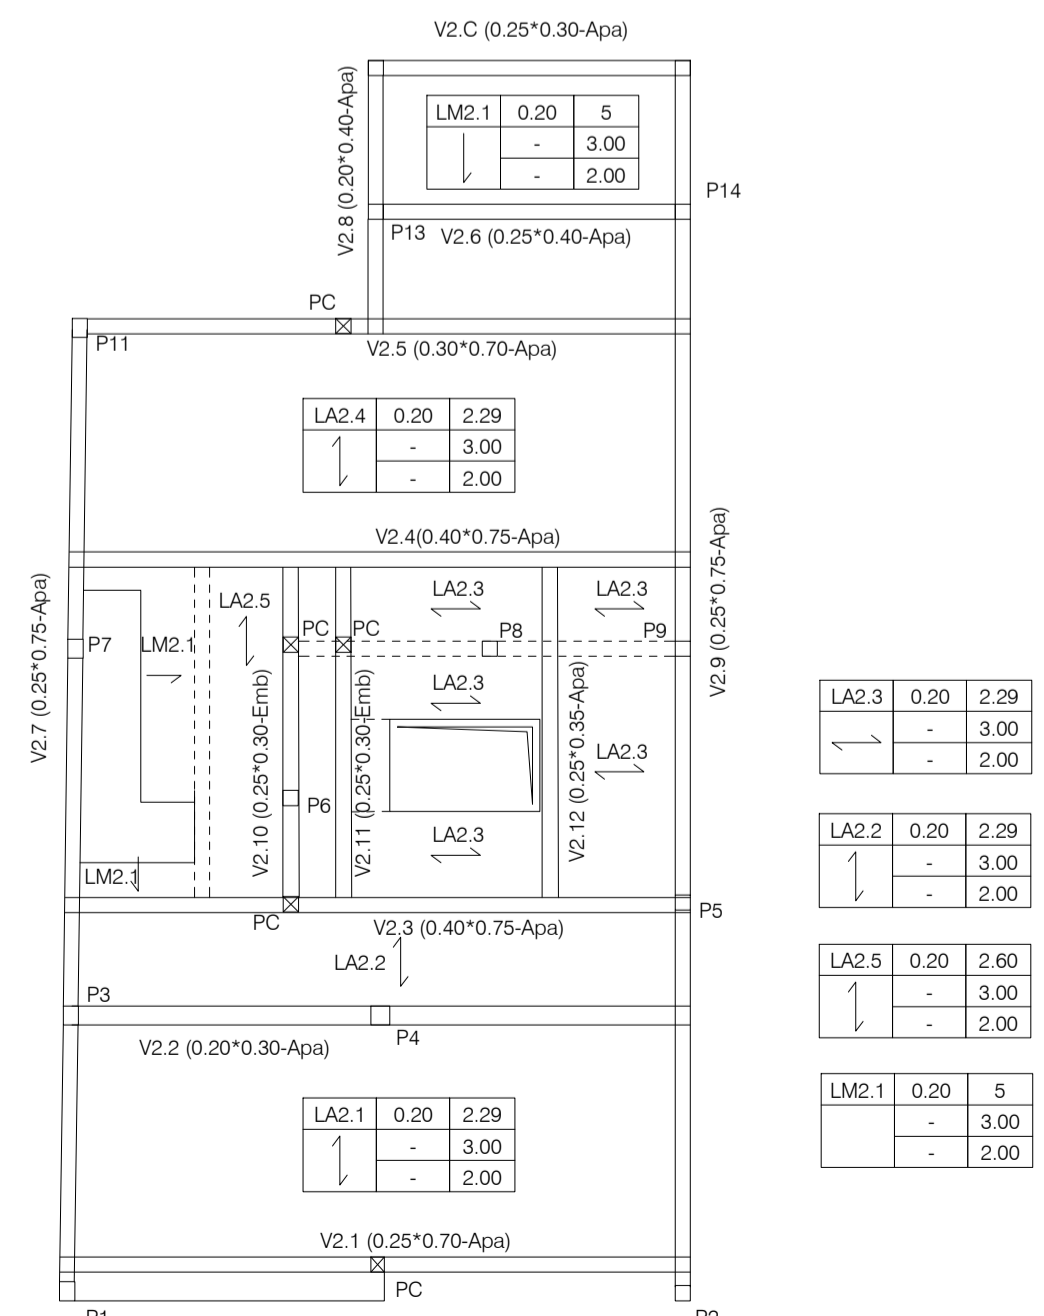 V2.C (0.25*0.30-Apa)
V2.8 (0.20*0.40-Apa)
LM2.1 0.20 5
- 3.00
- 2.00
P14
P13
V2.6 (0.25*0.40-Apa)
PC
P11
V2.5 (0.30*0.70-Apa)
LA2.4 0.20 2.29
- 3.00
- 2.00
V2.4(0.40*0.75-Apa)
V2.7 (0.25*0.75-Apa)
V2.9 (0.25*0.75-Apa)
LA2.5
LA2.3
LA2.3
P7
LM2.1
PC
PC
P8
P9
LA2.3
V2.10 (0.25*0.30-Emb)
V2.11 (0.25*0.30-Emb)
V2.12 (0.25*0.35-Apa)
LA2.3
P6
LA2.3
LM2.1
PC
V2.3 (0.40*0.75-Apa)
P5
LA2.2
P3
P4
V2.2 (0.20*0.30-Apa)
LA2.1 0.20 2.29
- 3.00
- 2.00
V2.1 (0.25*0.70-Apa)
PC
P1
LA2.3 0.20 2.29
- 3.00
- 2.00
LA2.2 0.20 2.29
- 3.00
- 2.00
LA2.5 0.20 2.60
- 3.00
- 2.00
LM2.1 0.20 5
- 3.00
- 2.00